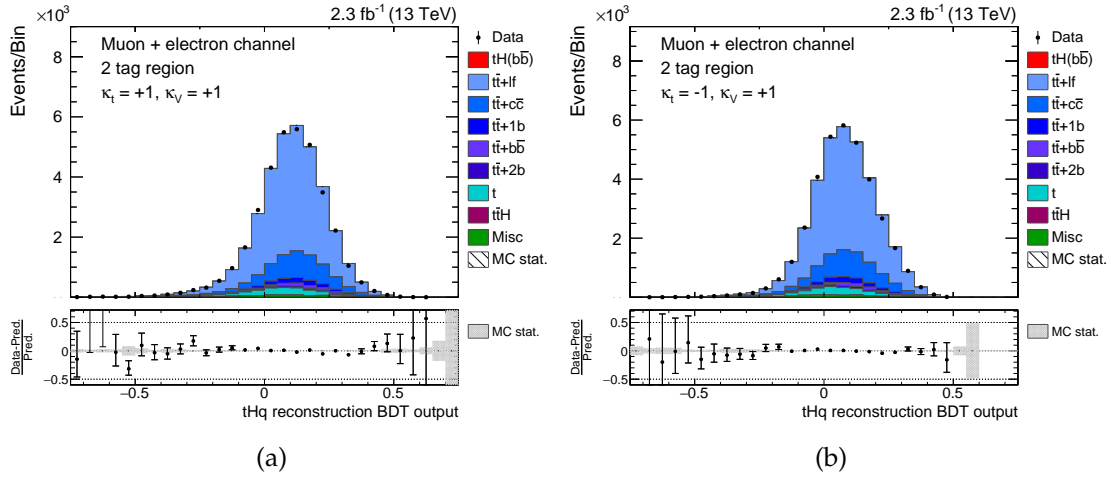 ×10³ 2.3 fb⁻¹ (13 TeV)
Events/Bin
Muon + electron channel
2 tag region
κt = +1, κV = +1
8
6
4
2
Data
tH(bb̄)
tt̄+lf
tt̄+cc̄
tt̄+1b
tt̄+bb̄
tt̄+2b
t
tt̄H
Misc
MC stat.
Data-Pred.
Pred.
0.5
0
−0.5
MC stat.
−0.5 0 0.5
tHq reconstruction BDT output
(a)
×10³ 2.3 fb⁻¹ (13 TeV)
Events/Bin
Muon + electron channel
2 tag region
κt = -1, κV = +1
8
6
4
2
Data
tH(bb̄)
tt̄+lf
tt̄+cc̄
tt̄+1b
tt̄+bb̄
tt̄+2b
t
tt̄H
Misc
MC stat.
Data-Pred.
Pred.
0.5
0
−0.5
MC stat.
−0.5 0 0.5
tHq reconstruction BDT output
(b)